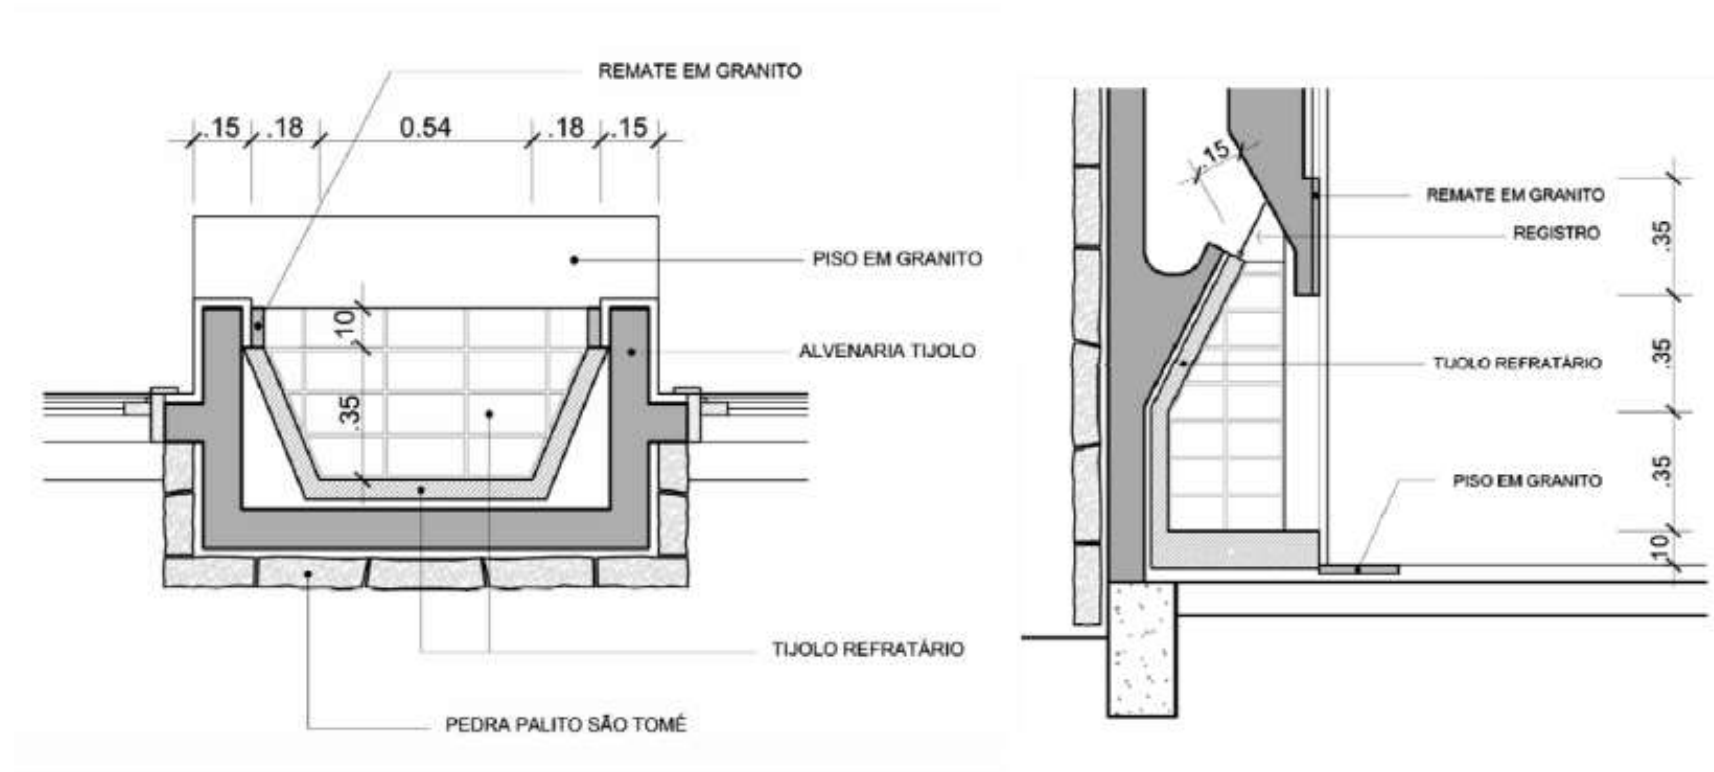 REMATE EM GRANITO
.15 .18 0.54 .18 .15
PISO EM GRANITO
.10
ALVENARIA TIJOLO
.35
TIJOLO REFRATÁRIO
PEDRA PALITO SÃO TOMÉ
.15
REMATE EM GRANITO
REGISTRO
.35
TIJOLO REFRATÁRIO
.35
PISO EM GRANITO
.35
.10